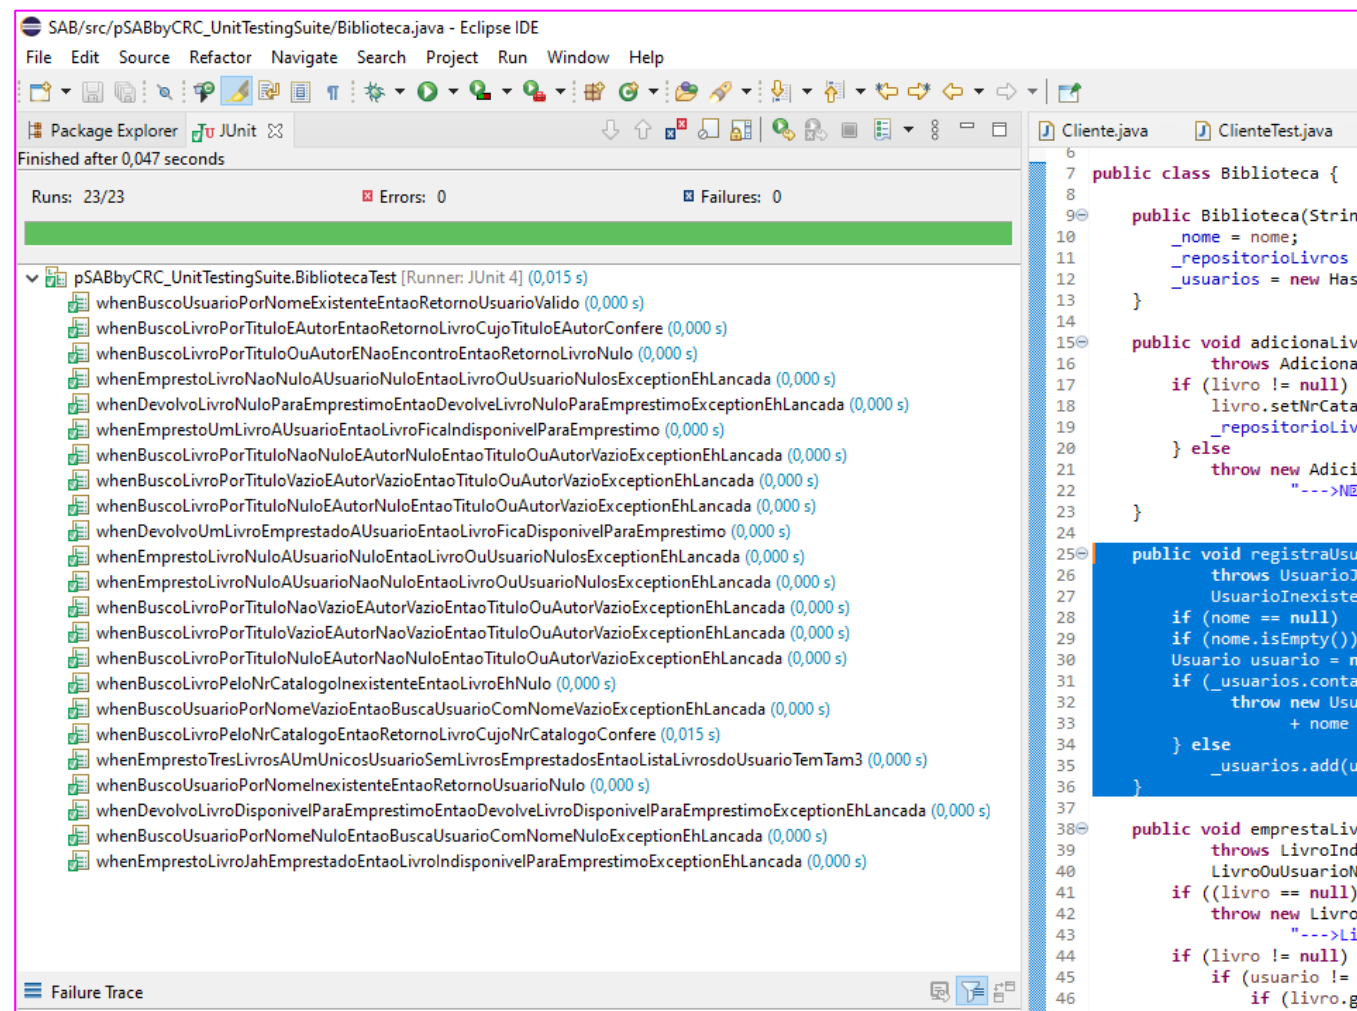 SAB/src/pSABbyCRC_UnitTestingSuite/Biblioteca.java - Eclipse IDE
File Edit Source Refactor Navigate Search Project Run Window Help
Package Explorer JUnit
Finished after 0,047 seconds
Runs: 23/23 Errors: 0 Failures: 0
pSABbyCRC_UnitTestingSuite.BibliotecaTest [Runner: JUnit 4] (0,015 s)
whenBuscoUsuarioPorNomeExistenteEntaoRetornoUsuarioValido (0,000 s)
whenBuscoLivroPorTituloEAutorEntaoRetornoLivroCujoTituloEAutorConfere (0,000 s)
whenBuscoLivroPorTituloOuAutorENaoEncontroEntaoRetornoLivroNulo (0,000 s)
whenEmprestoLivroNaoNuloAUsuarioNuloEntaoLivroOuUsuarioNulosExceptionEhLancada (0,000 s)
whenDevolvoLivroNuloParaEmprestimoEntaoDevolveLivroNuloParaEmprestimoExceptionEhLancada (0,000 s)
whenEmprestoUmLivroAUsuarioEntaoLivroFicaIndisponivelParaEmprestimo (0,000 s)
whenBuscoLivroPorTituloNaoNuloEAutorNuloEntaoTituloOuAutorVazioExceptionEhLancada (0,000 s)
whenBuscoLivroPorTituloVazioEAutorVazioEntaoTituloOuAutorVazioExceptionEhLancada (0,000 s)
whenBuscoLivroPorTituloNuloEAutorNuloEntaoTituloOuAutorVazioExceptionEhLancada (0,000 s)
whenDevolvoUmLivroEmprestadoAUsuarioEntaoLivroFicaDisponivelParaEmprestimo (0,000 s)
whenEmprestoLivroNuloAUsuarioNuloEntaoLivroOuUsuarioNulosExceptionEhLancada (0,000 s)
whenEmprestoLivroNuloAUsuarioNaoNuloEntaoLivroOuUsuarioNulosExceptionEhLancada (0,000 s)
whenBuscoLivroPorTituloNaoVazioEAutorVazioEntaoTituloOuAutorVazioExceptionEhLancada (0,000 s)
whenBuscoLivroPorTituloVazioEAutorNaoVazioEntaoTituloOuAutorVazioExceptionEhLancada (0,000 s)
whenBuscoLivroPorTituloNuloEAutorNaoNuloEntaoTituloOuAutorVazioExceptionEhLancada (0,000 s)
whenBuscoLivroPeloNrCatalogoInexistenteEntaoLivroEhNulo (0,000 s)
whenBuscoUsuarioPorNomeVazioEntaoBuscaUsuarioComNomeVazioExceptionEhLancada (0,000 s)
whenBuscoLivroPeloNrCatalogoEntaoRetornoLivroCujoNrCatalogoConfere (0,015 s)
whenEmprestoTresLivrosAUmUnicosUsuarioSemLivrosEmprestadosEntaoListaLivrosdoUsuarioTemTam3 (0,000 s)
whenBuscoUsuarioPorNomeInexistenteEntaoRetornoUsuarioNulo (0,000 s)
whenDevolvoLivroDisponivelParaEmprestimoEntaoDevolveLivroDisponivelParaEmprestimoExceptionEhLancada (0,000 s)
whenBuscoUsuarioPorNomeNuloEntaoBuscaUsuarioComNomeNuloExceptionEhLancada (0,000 s)
whenEmprestoLivroJahEmprestadoEntaoLivroIndisponivelParaEmprestimoExceptionEhLancada (0,000 s)
Failure Trace
Cliente.java ClienteTest.java
6
7 public class Biblioteca {
8
9 public Biblioteca(Strin
10 _nome = nome;
11 _repositorioLivros
12 _usuarios = new Has
13 }
14
15 public void adicionaLiv
16 throws Adiciona
17 if (livro != null)
18 livro.setNrCata
19 _repositorioLiv
20 } else
21 throw new Adici
22 "--->N
23 }
24
25 public void registraUsu
26 throws UsuarioJ
27 UsuarioInexiste
28 if (nome == null)
29 if (nome.isEmpty())
30 Usuario usuario = n
31 if (_usuarios.conta
32 throw new Usu
33 + nome
34 } else
35 _usuarios.add(u
36 }
37
38 public void emprestaLiv
39 throws LivroInd
40 LivroOuUsuarioN
41 if ((livro == null)
42 throw new Livro
43 "--->Li
44 if (livro != null)
45 if (usuario !=
46 if (livro.g